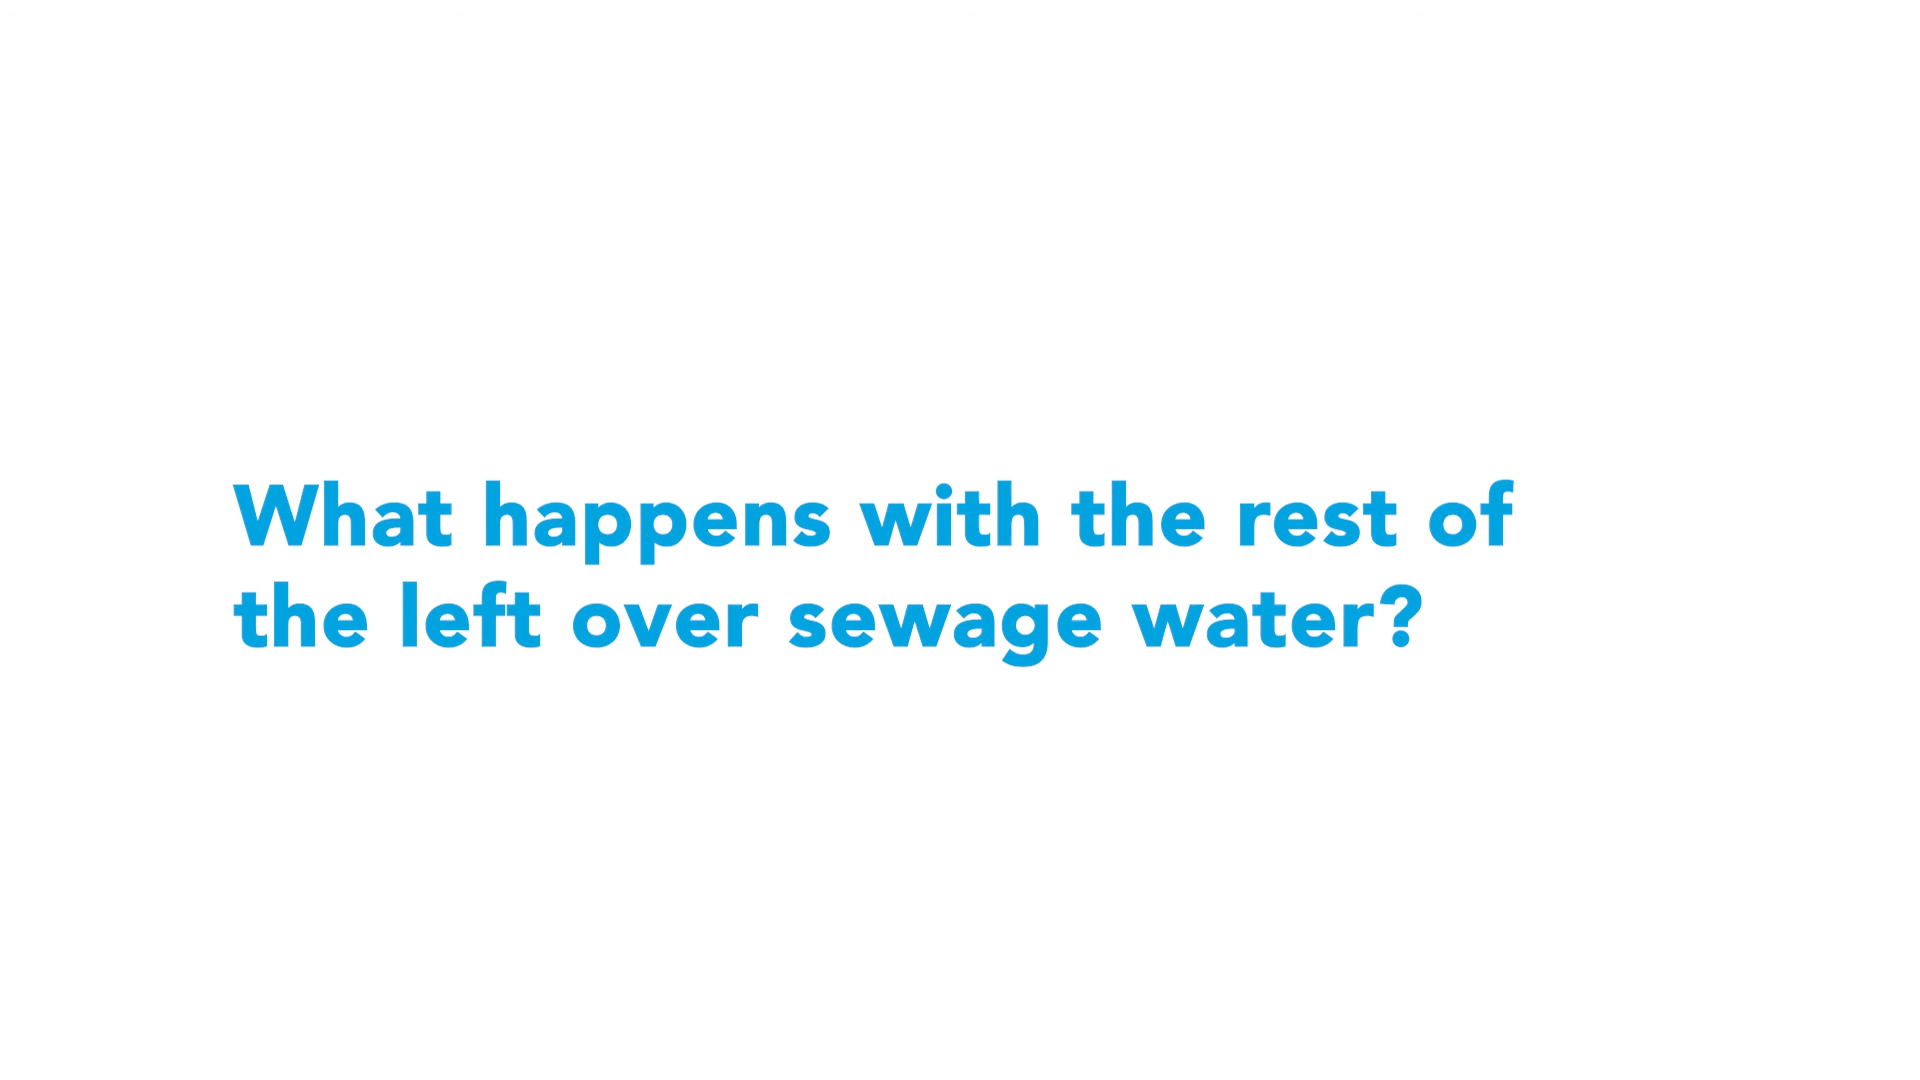 What happens with the rest of
the left over sewage water?